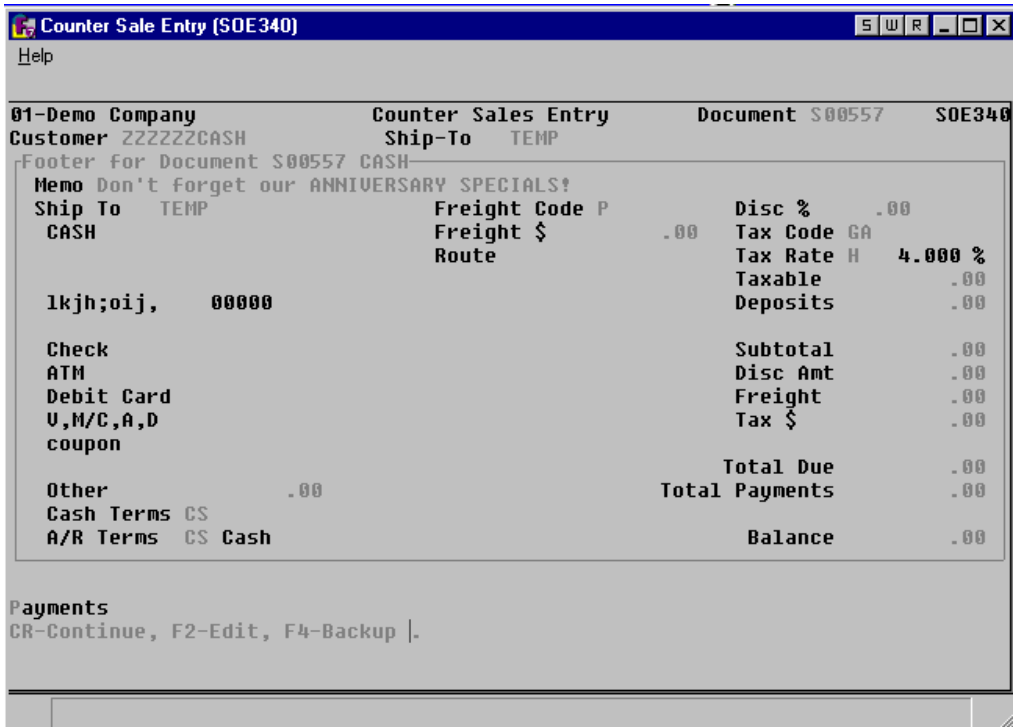 Counter Sale Entry (SOE340) S W R
Help
01-Demo Company Counter Sales Entry Document S00557 SOE340
Customer ZZZZZZCASH Ship-To TEMP
Footer for Document S00557 CASH
Memo Don't forget our ANNIVERSARY SPECIALS!
Ship To TEMP Freight Code P Disc % .00
CASH Freight $ .00 Tax Code GA
Route Tax Rate H 4.000 %
Taxable .00
lkjh;oij, 00000 Deposits .00
Check Subtotal .00
ATM Disc Amt .00
Debit Card Freight .00
V,M/C,A,D Tax $ .00
coupon
Total Due .00
Other .00 Total Payments .00
Cash Terms CS
A/R Terms CS Cash Balance .00
Payments
CR-Continue, F2-Edit, F4-Backup .